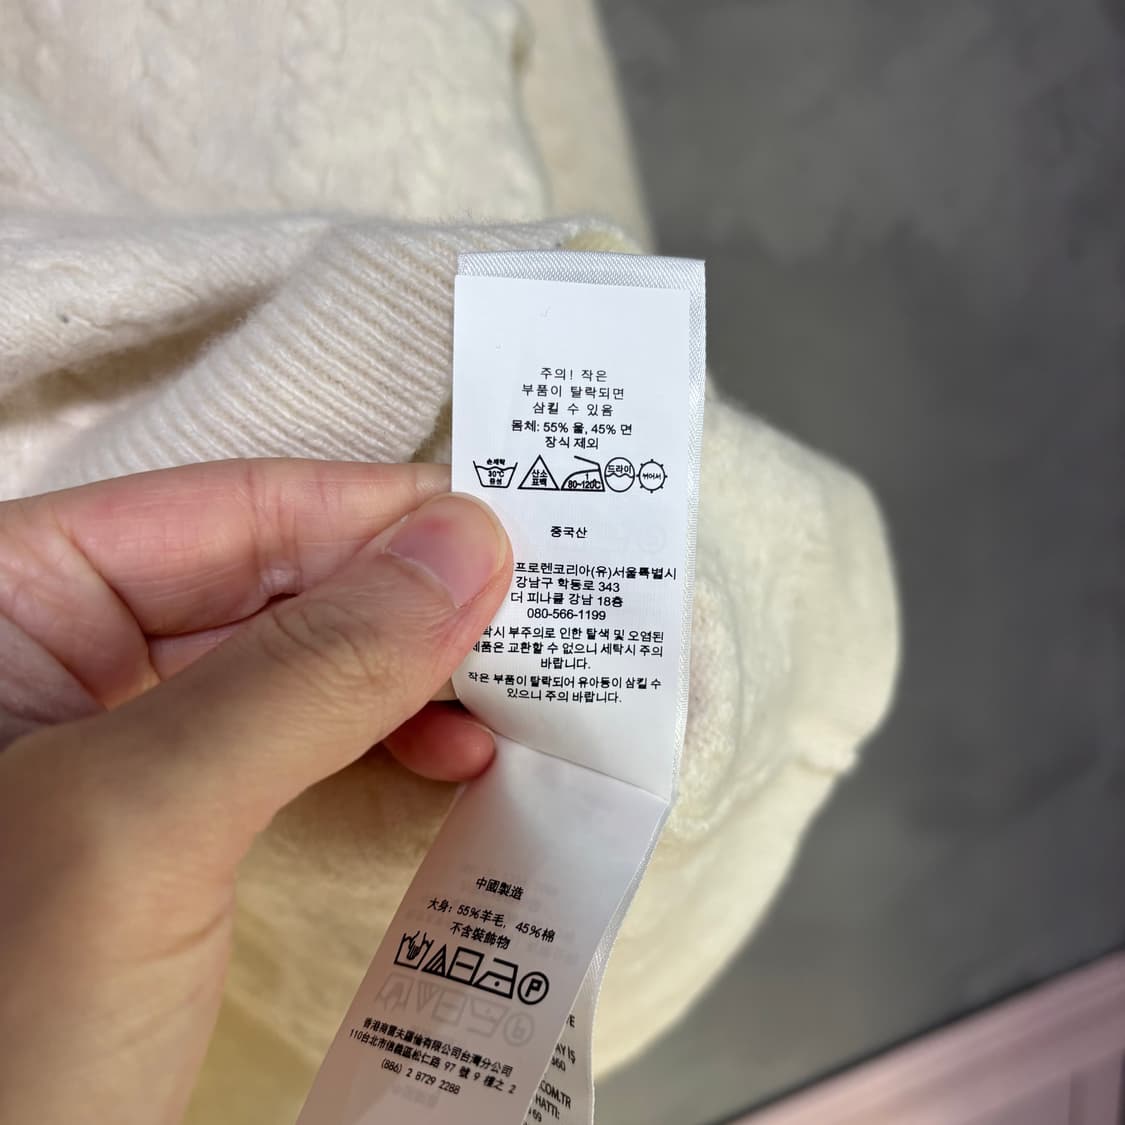 주의! 작은
부품이 탈락되면
삼킬 수 있음
몸체: 55% 울, 45% 면
장식 제외
손세탁
30℃
중성
산소
표백
80~120℃
드라이
뉘어서
중국산
프로렌코리아(유)서울특별시
강남구 학동로 343
더 피나클 강남 18층
080-566-1199
탁시 부주의로 인한 탈색 및 오염된
제품은 교환할 수 없으니 세탁시 주의
바랍니다.
작은 부품이 탈락되어 유아동이 삼킬 수
있으니 주의 바랍니다.
中國製造
大身: 55%羊毛, 45%棉
不含裝飾物
P
香港商雷夫羅倫有限公司台灣分公司
110台北市信義區松仁路 97 號 9 樓之 2
(886) 2 8729 2288
COM.TR
HATTI: